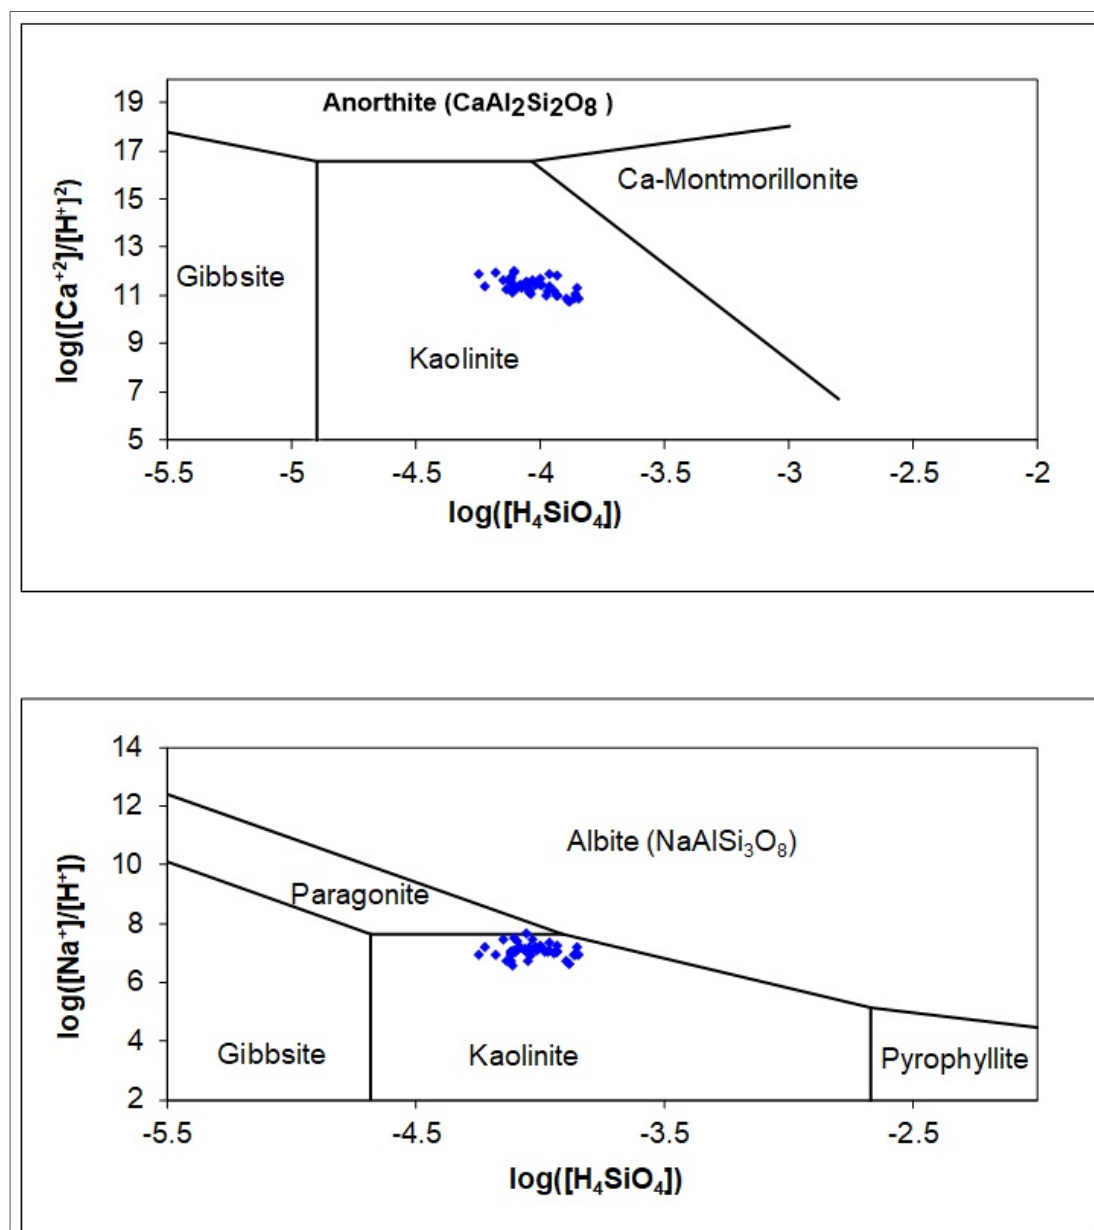 19
Anorthite (CaAl₂Si₂O₈ )
17
Ca-Montmorillonite
15
13
Gibbsite
11
9
Kaolinite
7
5
log([Ca⁺²]/[H⁺]²)
-5.5 -5 -4.5 -4 -3.5 -3 -2.5 -2
log([H₄SiO₄])
14
12
Albite (NaAlSi₃O₈)
10
Paragonite
8
6
4
Gibbsite Kaolinite Pyrophyllite
2
log([Na⁺]/[H⁺])
-5.5 -4.5 -3.5 -2.5
log([H₄SiO₄])